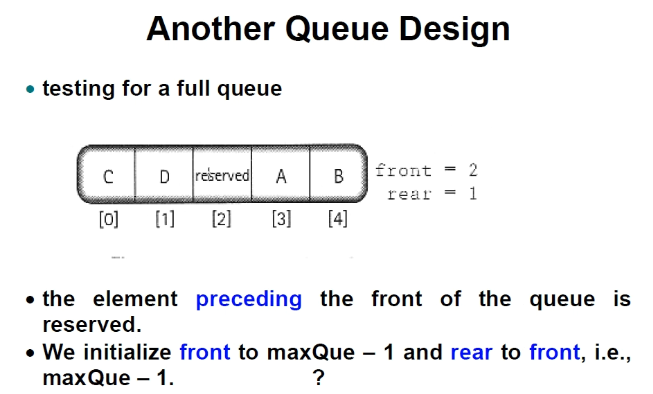 Another Queue Design
• testing for a full queue
C D reserved A B front = 2
rear = 1
[0] [1] [2] [3] [4]
• the element preceding the front of the queue is
reserved.
• We initialize front to maxQue – 1 and rear to front, i.e.,
maxQue – 1. ?